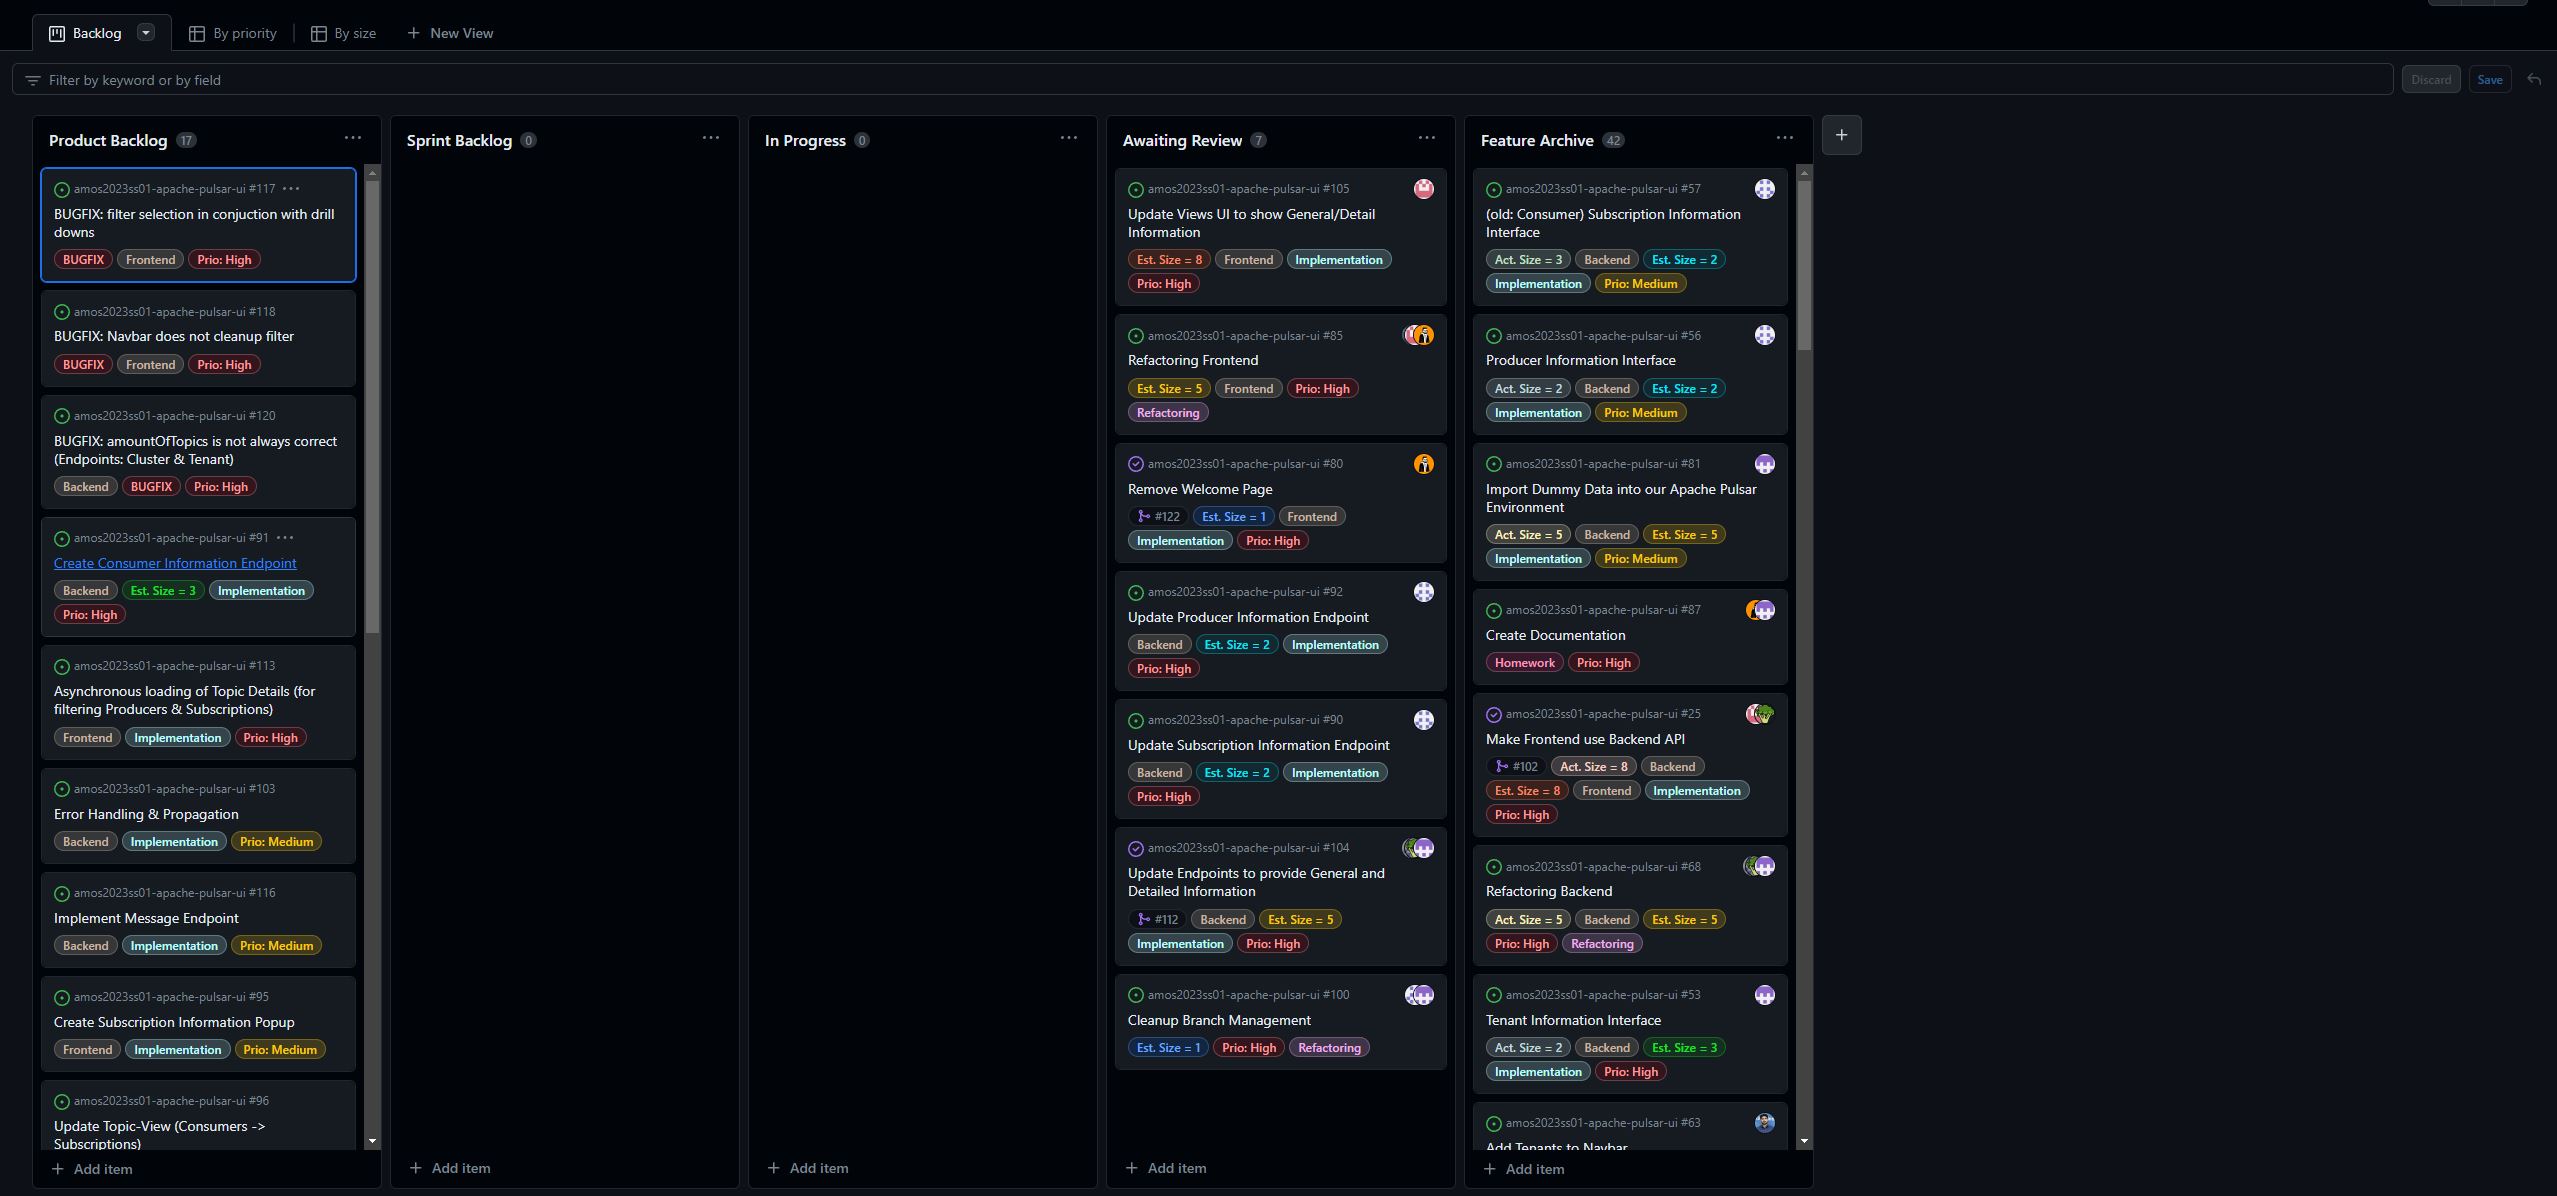 Backlog
By priority
By size
New View
Filter by keyword or by field
Discard
Save
Product Backlog 17
amos2023ss01-apache-pulsar-ui #117
BUGFIX: filter selection in conjuction with drill
downs
BUGFIX Frontend Prio: High
amos2023ss01-apache-pulsar-ui #118
BUGFIX: Navbar does not cleanup filter
BUGFIX Frontend Prio: High
amos2023ss01-apache-pulsar-ui #120
BUGFIX: amountOfTopics is not always correct
(Endpoints: Cluster & Tenant)
Backend BUGFIX Prio: High
amos2023ss01-apache-pulsar-ui #91
Create Consumer Information Endpoint
Backend Est. Size = 3 Implementation
Prio: High
amos2023ss01-apache-pulsar-ui #113
Asynchronous loading of Topic Details (for
filtering Producers & Subscriptions)
Frontend Implementation Prio: High
amos2023ss01-apache-pulsar-ui #103
Error Handling & Propagation
Backend Implementation Prio: Medium
amos2023ss01-apache-pulsar-ui #116
Implement Message Endpoint
Backend Implementation Prio: Medium
amos2023ss01-apache-pulsar-ui #95
Create Subscription Information Popup
Frontend Implementation Prio: Medium
amos2023ss01-apache-pulsar-ui #96
Update Topic-View (Consumers ->
Subscriptions)
Add item
Sprint Backlog 0
Add item
In Progress 0
Add item
Awaiting Review 7
amos2023ss01-apache-pulsar-ui #105
Update Views UI to show General/Detail
Information
Est. Size = 8 Frontend Implementation
Prio: High
amos2023ss01-apache-pulsar-ui #85
Refactoring Frontend
Est. Size = 5 Frontend Prio: High
Refactoring
amos2023ss01-apache-pulsar-ui #80
Remove Welcome Page
#122 Est. Size = 1 Frontend
Implementation Prio: High
amos2023ss01-apache-pulsar-ui #92
Update Producer Information Endpoint
Backend Est. Size = 2 Implementation
Prio: High
amos2023ss01-apache-pulsar-ui #90
Update Subscription Information Endpoint
Backend Est. Size = 2 Implementation
Prio: High
amos2023ss01-apache-pulsar-ui #104
Update Endpoints to provide General and
Detailed Information
#112 Backend Est. Size = 5
Implementation Prio: High
amos2023ss01-apache-pulsar-ui #100
Cleanup Branch Management
Est. Size = 1 Prio: High Refactoring
Add item
Feature Archive 42
amos2023ss01-apache-pulsar-ui #57
(old: Consumer) Subscription Information
Interface
Act. Size = 3 Backend Est. Size = 2
Implementation Prio: Medium
amos2023ss01-apache-pulsar-ui #56
Producer Information Interface
Act. Size = 2 Backend Est. Size = 2
Implementation Prio: Medium
amos2023ss01-apache-pulsar-ui #81
Import Dummy Data into our Apache Pulsar
Environment
Act. Size = 5 Backend Est. Size = 5
Implementation Prio: Medium
amos2023ss01-apache-pulsar-ui #87
Create Documentation
Homework Prio: High
amos2023ss01-apache-pulsar-ui #25
Make Frontend use Backend API
#102 Act. Size = 8 Backend
Est. Size = 8 Frontend Implementation
Prio: High
amos2023ss01-apache-pulsar-ui #68
Refactoring Backend
Act. Size = 5 Backend Est. Size = 5
Prio: High Refactoring
amos2023ss01-apache-pulsar-ui #53
Tenant Information Interface
Act. Size = 2 Backend Est. Size = 3
Implementation Prio: High
amos2023ss01-apache-pulsar-ui #63
Add Tenants to Navbar
Add item